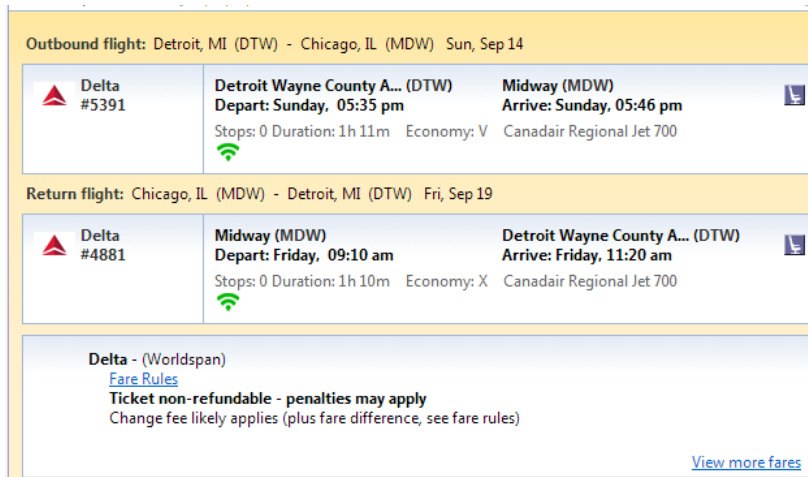 Outbound flight: Detroit, MI (DTW) - Chicago, IL (MDW) Sun, Sep 14
Delta Detroit Wayne County A... (DTW) Midway (MDW)
#5391 Depart: Sunday, 05:35 pm Arrive: Sunday, 05:46 pm
Stops: 0 Duration: 1h 11m Economy: V Canadair Regional Jet 700
Return flight: Chicago, IL (MDW) - Detroit, MI (DTW) Fri, Sep 19
Delta Midway (MDW) Detroit Wayne County A... (DTW)
#4881 Depart: Friday, 09:10 am Arrive: Friday, 11:20 am
Stops: 0 Duration: 1h 10m Economy: X Canadair Regional Jet 700
Delta - (Worldspan)
Fare Rules
Ticket non-refundable - penalties may apply
Change fee likely applies (plus fare difference, see fare rules)
View more fares